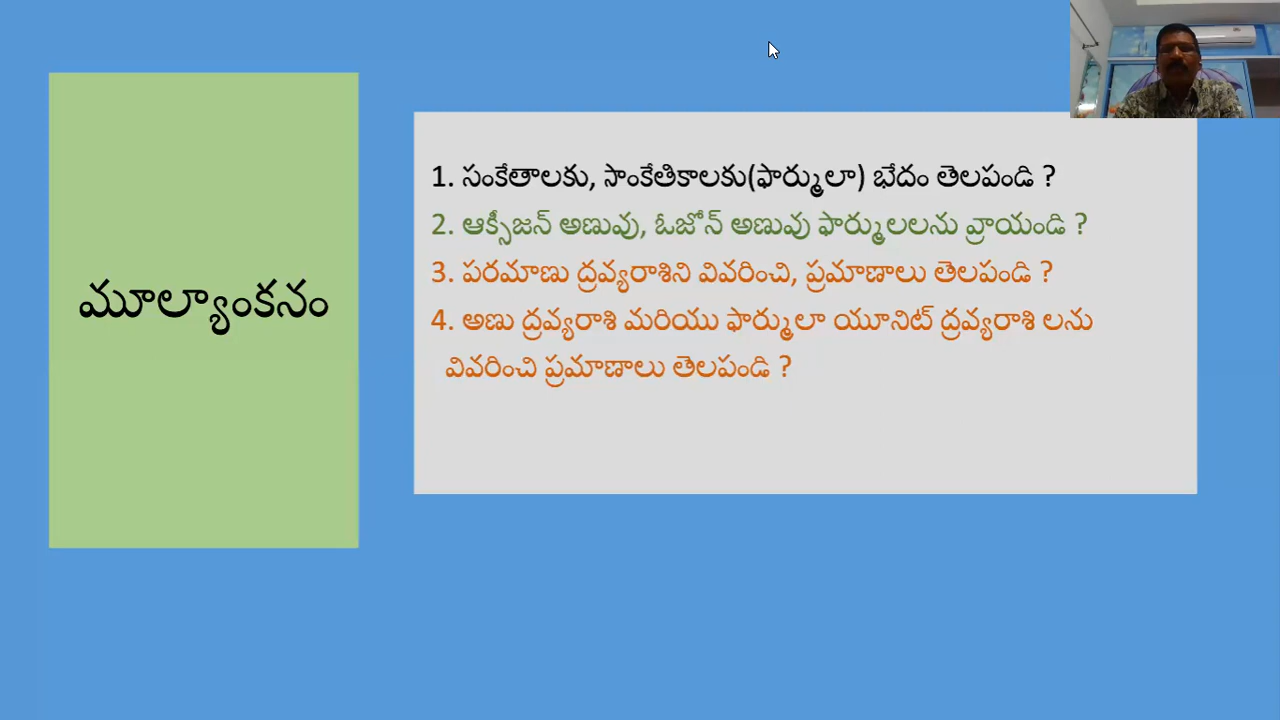 మూల్యాంకనం
1. సంకేతాలకు, సాంకేతికాలకు(ఫార్ములా) భేదం తెలపండి ?
2. ఆక్సీజన్ అణువు, ఓజోన్ అణువు ఫార్ములలను వ్రాయండి ?
3. పరమాణు ద్రవ్యరాశిని వివరించి, ప్రమాణాలు తెలపండి ?
4. అణు ద్రవ్యరాశి మరియు ఫార్ములా యూనిట్ ద్రవ్యరాశి లను
వివరించి ప్రమాణాలు తెలపండి ?